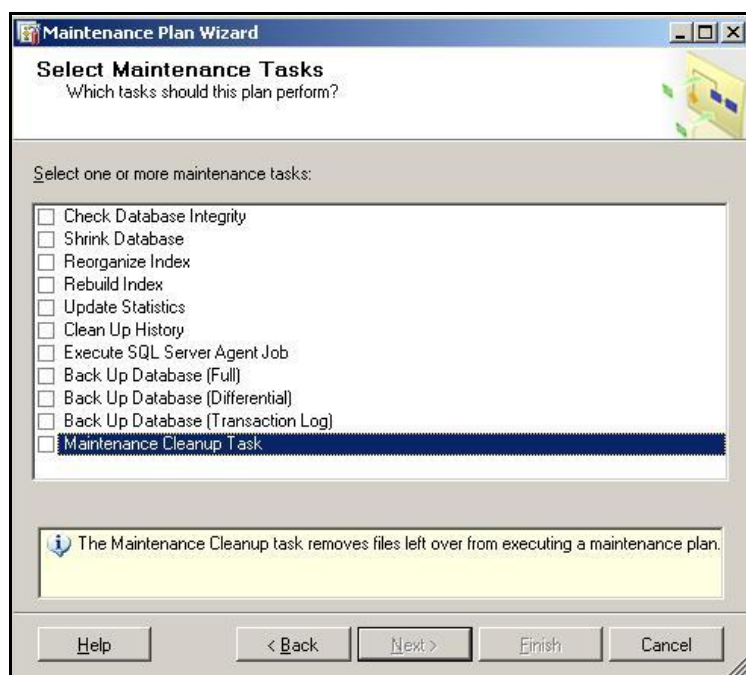 Maintenance Plan Wizard
Select Maintenance Tasks
Which tasks should this plan perform?
Select one or more maintenance tasks:
Check Database Integrity
Shrink Database
Reorganize Index
Rebuild Index
Update Statistics
Clean Up History
Execute SQL Server Agent Job
Back Up Database (Full)
Back Up Database (Differential)
Back Up Database (Transaction Log)
Maintenance Cleanup Task
The Maintenance Cleanup task removes files left over from executing a maintenance plan.
Help < Back Next > Finish Cancel